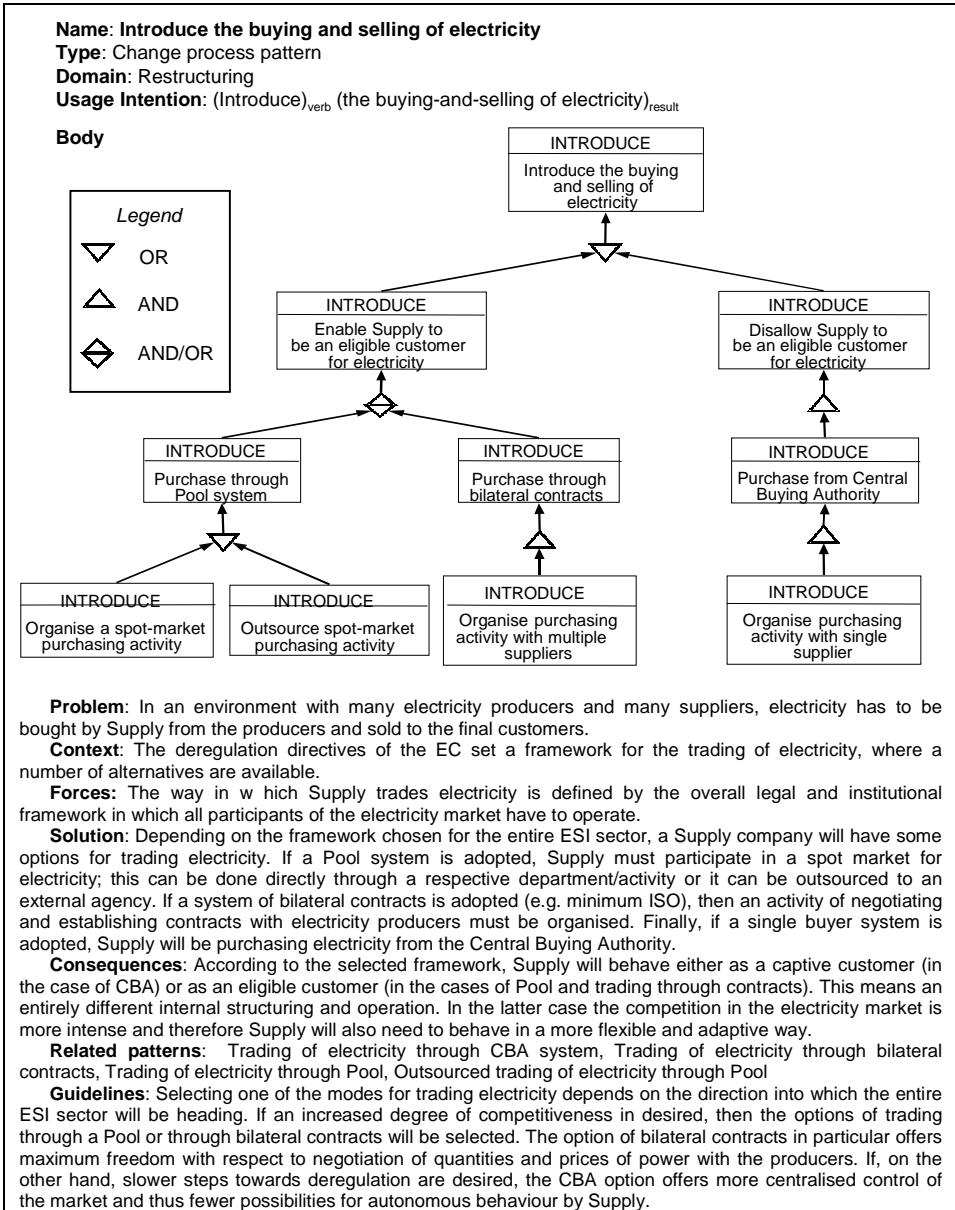 Name: Introduce the buying and selling of electricity
Type: Change process pattern
Domain: Restructuring
Usage Intention: (Introduce)verb (the buying-and-selling of electricity)result
Body
INTRODUCE
Introduce the buying
and selling of
electricity
Legend
OR
AND
AND/OR
INTRODUCE
Enable Supply to
be an eligible customer
for electricity
INTRODUCE
Disallow Supply to
be an eligible customer
for electricity
INTRODUCE
Purchase through
Pool system
INTRODUCE
Purchase through
bilateral contracts
INTRODUCE
Purchase from Central
Buying Authority
INTRODUCE
Organise a spot-market
purchasing activity
INTRODUCE
Outsource spot-market
purchasing activity
INTRODUCE
Organise purchasing
activity with multiple
suppliers
INTRODUCE
Organise purchasing
activity with single
supplier
Problem: In an environment with many electricity producers and many suppliers, electricity has to be
bought by Supply from the producers and sold to the final customers.
Context: The deregulation directives of the EC set a framework for the trading of electricity, where a
number of alternatives are available.
Forces: The way in w hich Supply trades electricity is defined by the overall legal and institutional
framework in which all participants of the electricity market have to operate.
Solution: Depending on the framework chosen for the entire ESI sector, a Supply company will have some
options for trading electricity. If a Pool system is adopted, Supply must participate in a spot market for
electricity; this can be done directly through a respective department/activity or it can be outsourced to an
external agency. If a system of bilateral contracts is adopted (e.g. minimum ISO), then an activity of negotiating
and establishing contracts with electricity producers must be organised. Finally, if a single buyer system is
adopted, Supply will be purchasing electricity from the Central Buying Authority.
Consequences: According to the selected framework, Supply will behave either as a captive customer (in
the case of CBA) or as an eligible customer (in the cases of Pool and trading through contracts). This means an
entirely different internal structuring and operation. In the latter case the competition in the electricity market is
more intense and therefore Supply will also need to behave in a more flexible and adaptive way.
Related patterns: Trading of electricity through CBA system, Trading of electricity through bilateral
contracts, Trading of electricity through Pool, Outsourced trading of electricity through Pool
Guidelines: Selecting one of the modes for trading electricity depends on the direction into which the entire
ESI sector will be heading. If an increased degree of competitiveness in desired, then the options of trading
through a Pool or through bilateral contracts will be selected. The option of bilateral contracts in particular offers
maximum freedom with respect to negotiation of quantities and prices of power with the producers. If, on the
other hand, slower steps towards deregulation are desired, the CBA option offers more centralised control of
the market and thus fewer possibilities for autonomous behaviour by Supply.